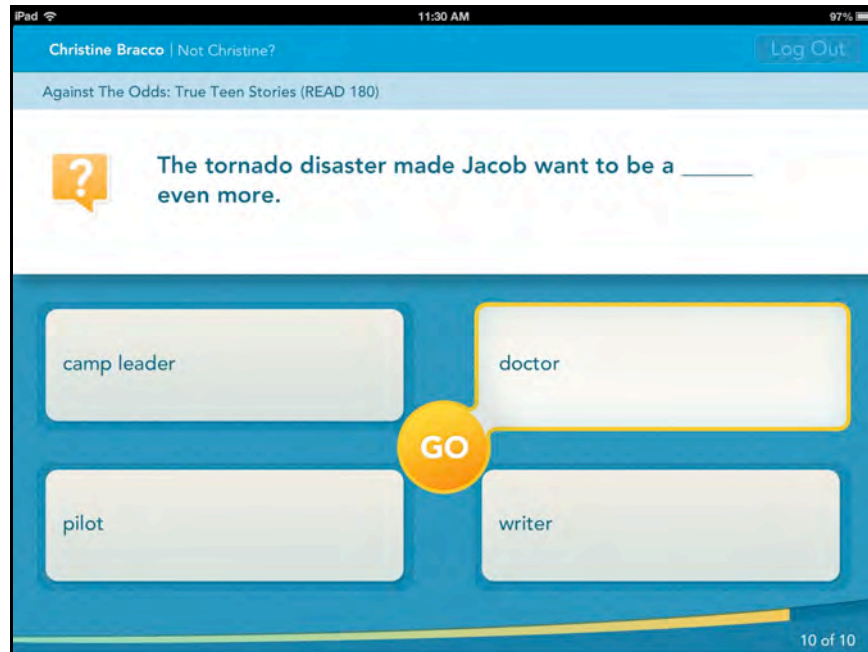 iPad 11:30 AM 97%
Christine Bracco | Not Christine? Log Out
Against The Odds: True Teen Stories (READ 180)
?
The tornado disaster made Jacob want to be a ______
even more.
camp leader
doctor
GO
pilot
writer
10 of 10